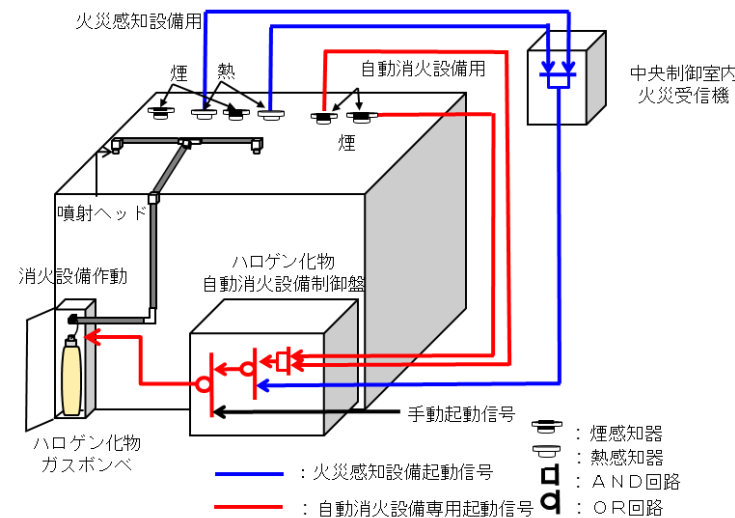 火災感知設備用
煙
熱
自動消火設備用
中央制御室内
火災受信機
煙
噴射ヘッド
消火設備作動
ハロゲン化物
自動消火設備制御盤
手動起動信号
ハロゲン化物
ガスボンベ
：煙感知器
：熱感知器
：ＡＮＤ回路
：ＯＲ回路
：火災感知設備起動信号
：自動消火設備専用起動信号